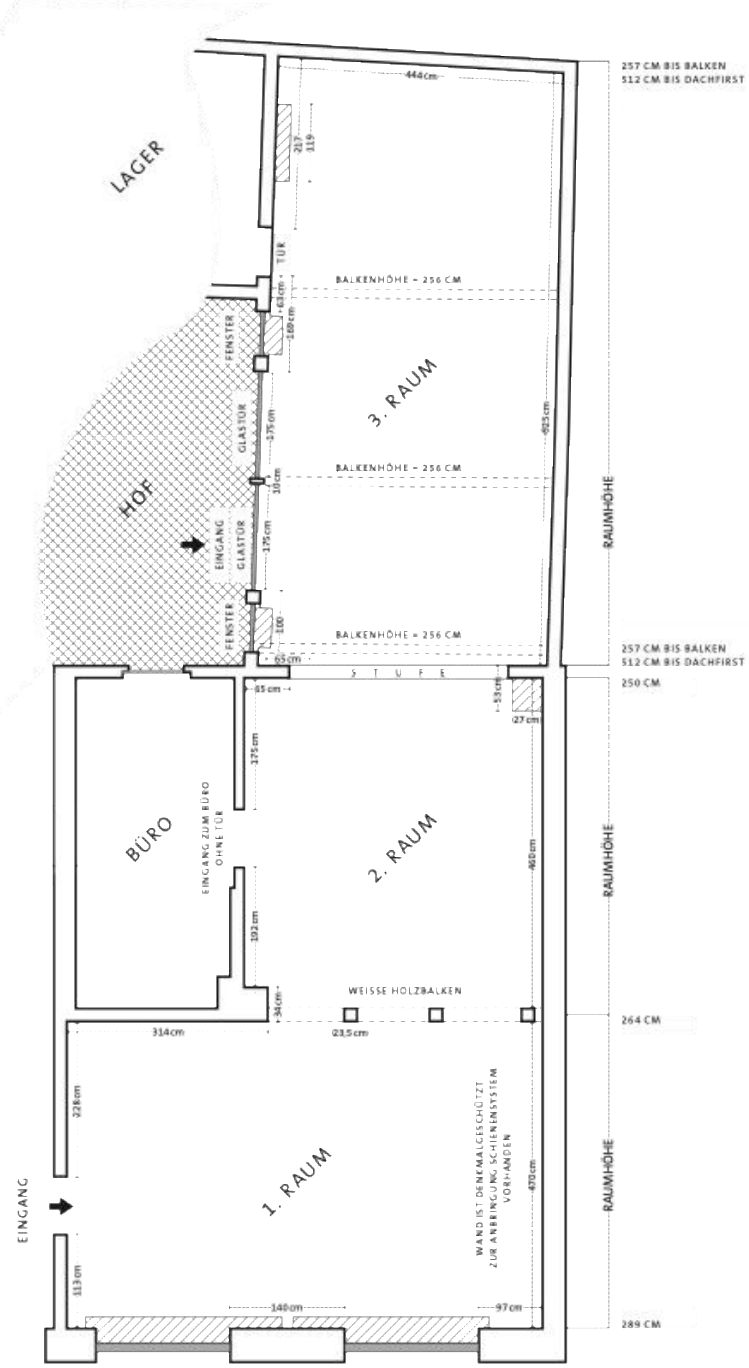 257 CM BIS BALKEN
512 CM BIS DACHFIRST
444cm
217
119
LAGER
TÜR
BALKENHÖHE = 256 CM
63cm
169cm
FENSTER
3. RAUM
GLASTÜR
175cm
825cm
BALKENHÖHE = 256 CM
10cm
HOF
RAUMHÖHE
EINGANG
GLASTÜR
175cm
FENSTER
100
BALKENHÖHE = 256 CM
257 CM BIS BALKEN
512 CM BIS DACHFIRST
65cm
STUFE
250 CM
65cm
53cm
27cm
175cm
EINGANG ZUM BÜRO
OHNE TÜR
BÜRO
2. RAUM
460cm
RAUMHÖHE
192cm
WEISSE HOLZBALKEN
34cm
264 CM
314cm
23,5cm
228cm
WAND IST DENKMALGESCHÜTZT
ZUR ANBRINGUNG SCHIENENSYSTEM
VORHANDEN
1. RAUM
470cm
RAUMHÖHE
EINGANG
113cm
140cm
97cm
289 CM